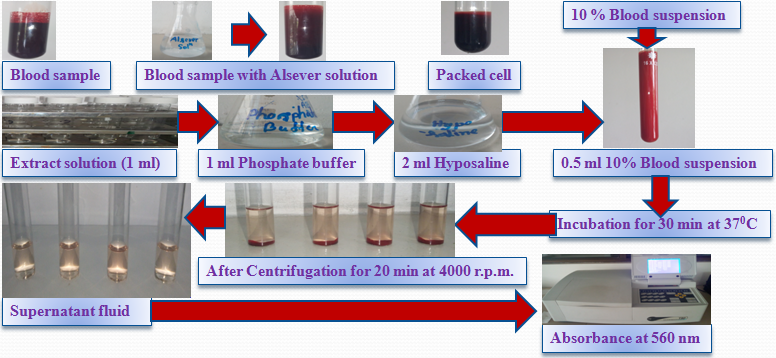 10 % Blood suspension
Alsever
Soln
Blood sample
Blood sample with Alsever solution
Packed cell
Phosphate
Buffer
Hypo
saline
Extract solution (1 ml)
1 ml Phosphate buffer
2 ml Hyposaline
0.5 ml 10% Blood suspension
Incubation for 30 min at 37⁰C
After Centrifugation for 20 min at 4000 r.p.m.
Supernatant fluid
Absorbance at 560 nm